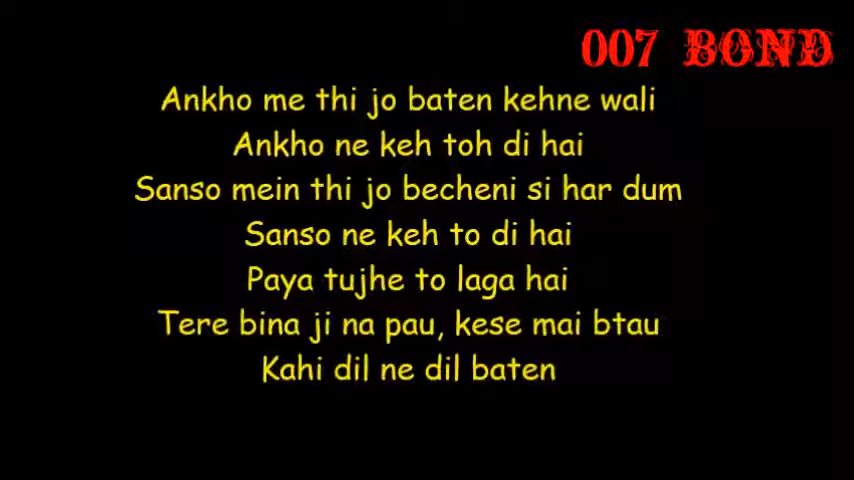 007 BOND
Ankho me thi jo baten kehne wali
Ankho ne keh toh di hai
Sanso mein thi jo becheni si har dum
Sanso ne keh to di hai
Paya tujhe to laga hai
Tere bina ji na pau, kese mai btau
Kahi dil ne dil baten